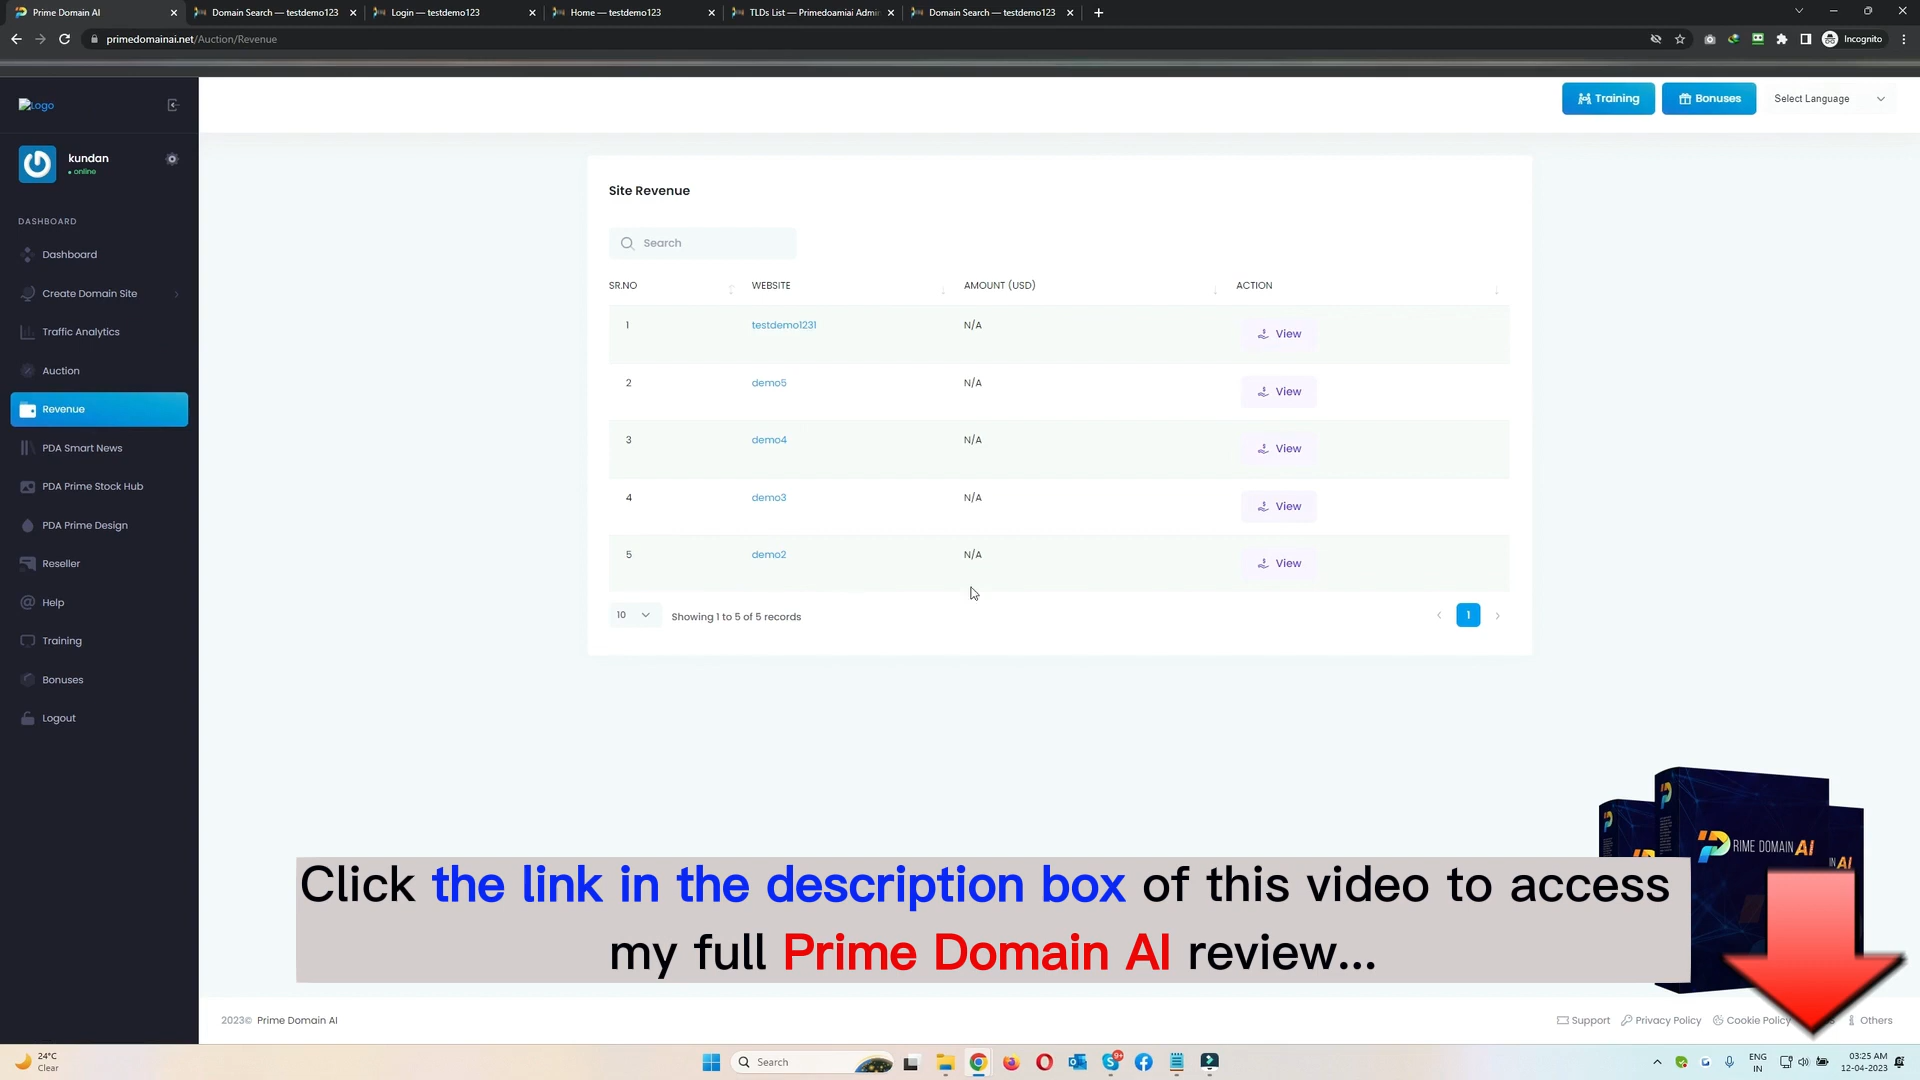 Prime Domain AI
Domain Search — testdemo123
Login — testdemo123
Home — testdemo123
TLDs List — Primedoamiai Admin
Domain Search — testdemo123
primedomainai.net/Auction/Revenue
Incognito
Logo
Training
Bonuses
Select Language
kundan
online
DASHBOARD
Dashboard
Create Domain Site
Traffic Analytics
Auction
Revenue
PDA Smart News
PDA Prime Stock Hub
PDA Prime Design
Reseller
Help
Training
Bonuses
Logout
Site Revenue
Search
SR.NO WEBSITE AMOUNT (USD) ACTION
1 testdemo1231 N/A View
2 demo5 N/A View
3 demo4 N/A View
4 demo3 N/A View
5 demo2 N/A View
10 Showing 1 to 5 of 5 records 1
PRIME DOMAIN AI
AI
Click the link in the description box of this video to access
my full Prime Domain AI review...
2023© Prime Domain AI
Support Privacy Policy Cookie Policy Others
24°C
Clear
Search
9+
ENG
IN
03:25 AM
12-04-2023